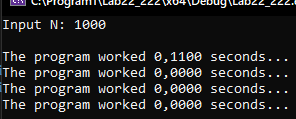 C:\Program1\Lab22_222\x64\Debug\Lab22_222.
Input N: 1000
The program worked 0,1100 seconds...
The program worked 0,0000 seconds...
The program worked 0,0000 seconds...
The program worked 0,0000 seconds...